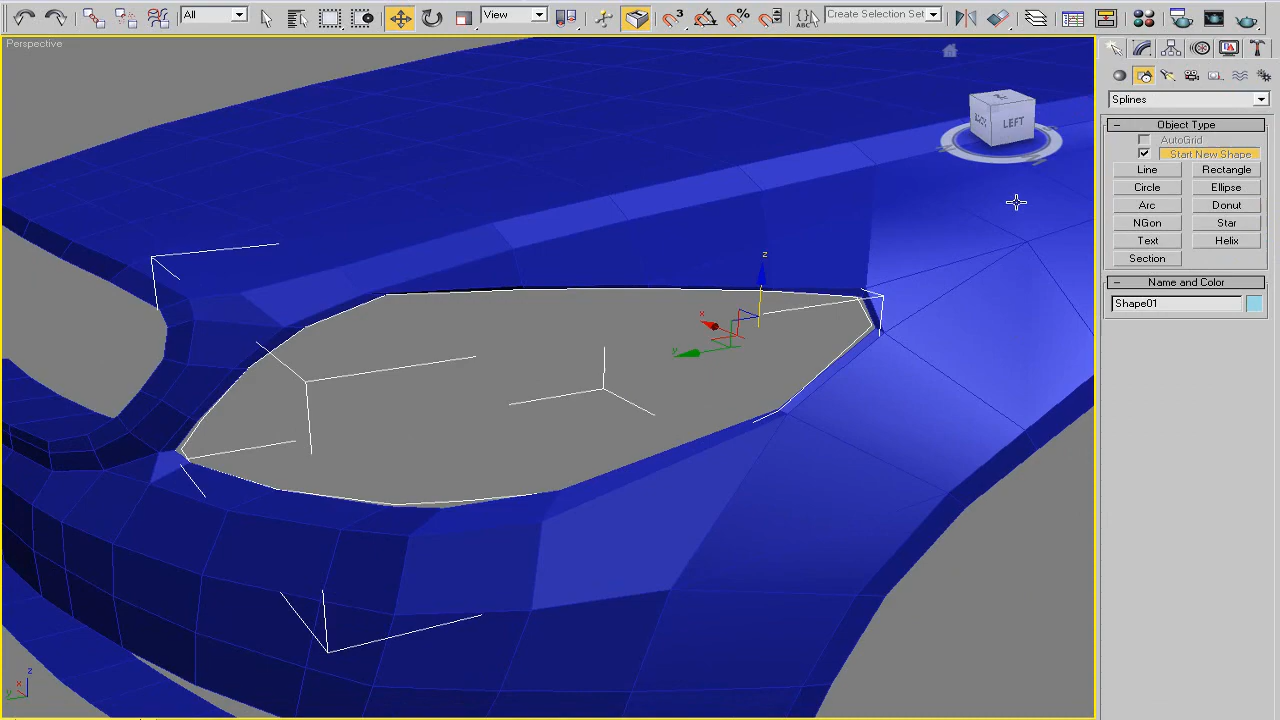 All
View
Create Selection Set
Perspective
LEFT
BACK
z
x
y
z
x
y
Splines
Object Type
AutoGrid
Start New Shape
Line
Rectangle
Circle
Ellipse
Arc
Donut
NGon
Star
Text
Helix
Section
Name and Color
Shape01